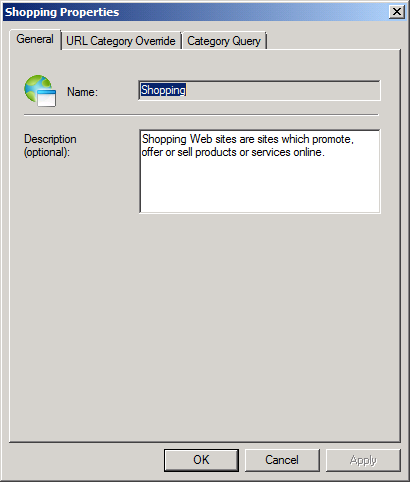 Shopping Properties
General URL Category Override Category Query
Name: Shopping
Description
(optional):
Shopping Web sites are sites which promote,
offer or sell products or services online.
OK Cancel Apply